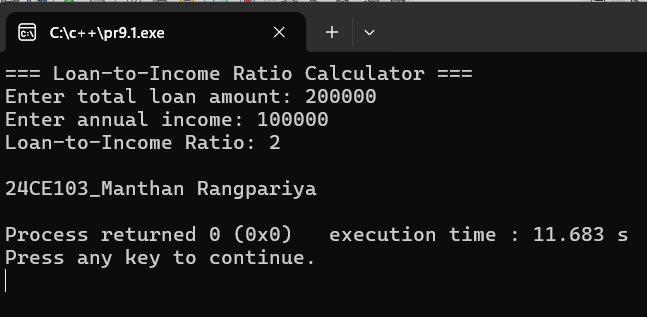 C:\c++\pr9.1.exe
=== Loan-to-Income Ratio Calculator ===
Enter total loan amount: 200000
Enter annual income: 100000
Loan-to-Income Ratio: 2
24CE103_Manthan Rangpariya
Process returned 0 (0x0)   execution time : 11.683 s
Press any key to continue.